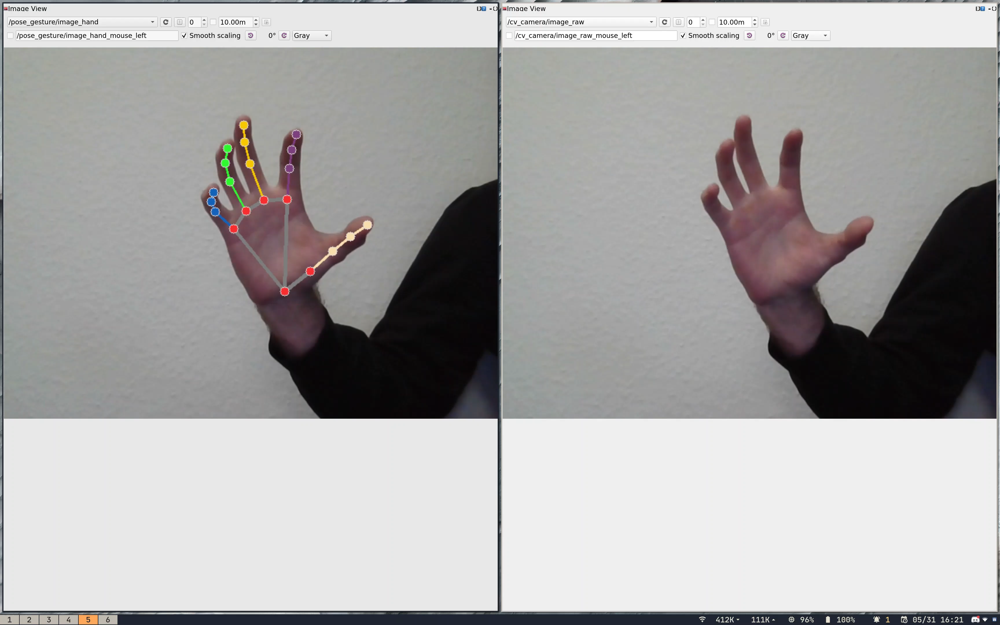 Image View
D -O
/pose_gesture/image_hand
0
10.00m
/pose_gesture/image_hand_mouse_left
Smooth scaling
0°
Gray
Image View
D -O
/cv_camera/image_raw
0
10.00m
/cv_camera/image_raw_mouse_left
Smooth scaling
0°
Gray
1 2 3 4 5 6
412K 111K 96% 100% 1 05/31 16:21